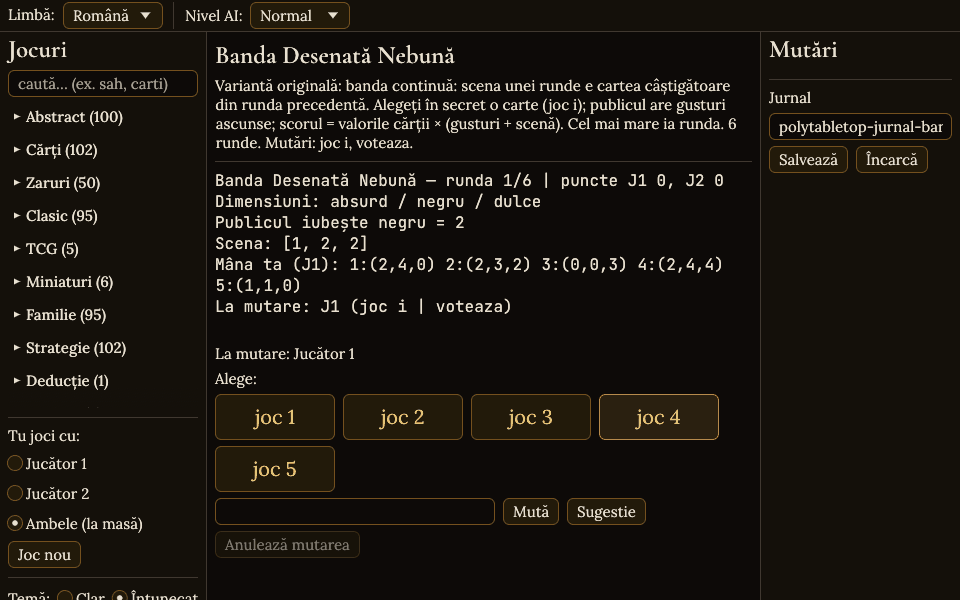 Limbă: Română ▼ Nivel AI: Normal ▼
Jocuri
caută... (ex. sah, carti)
▸ Abstract (100)
▸ Cărți (102)
▸ Zaruri (50)
▸ Clasic (95)
▸ TCG (5)
▸ Miniaturi (6)
▸ Familie (95)
▸ Strategie (102)
▸ Deducție (1)
Tu joci cu:
Jucător 1
Jucător 2
Ambele (la masă)
Joc nou
Temă: Clar Întunecat
Banda Desenată Nebună
Variantă originală: banda continuă: scena unei runde e cartea câștigătoare
din runda precedentă. Alegeți în secret o carte (joc i); publicul are gusturi
ascunse; scorul = valorile cărții × (gusturi + scenă). Cel mai mare ia runda. 6
runde. Mutări: joc i, voteaza.
Banda Desenată Nebună — runda 1/6 | puncte J1 0, J2 0
Dimensiuni: absurd / negru / dulce
Publicul iubește negru = 2
Scena: [1, 2, 2]
Mâna ta (J1): 1:(2,4,0) 2:(2,3,2) 3:(0,0,3) 4:(2,4,4)
5:(1,1,0)
La mutare: J1 (joc i | voteaza)
La mutare: Jucător 1
Alege:
joc 1 joc 2 joc 3 joc 4
joc 5
Mută Sugestie
Anulează mutarea
Mutări
Jurnal
polytabletop-jurnal-bar
Salvează Încarcă